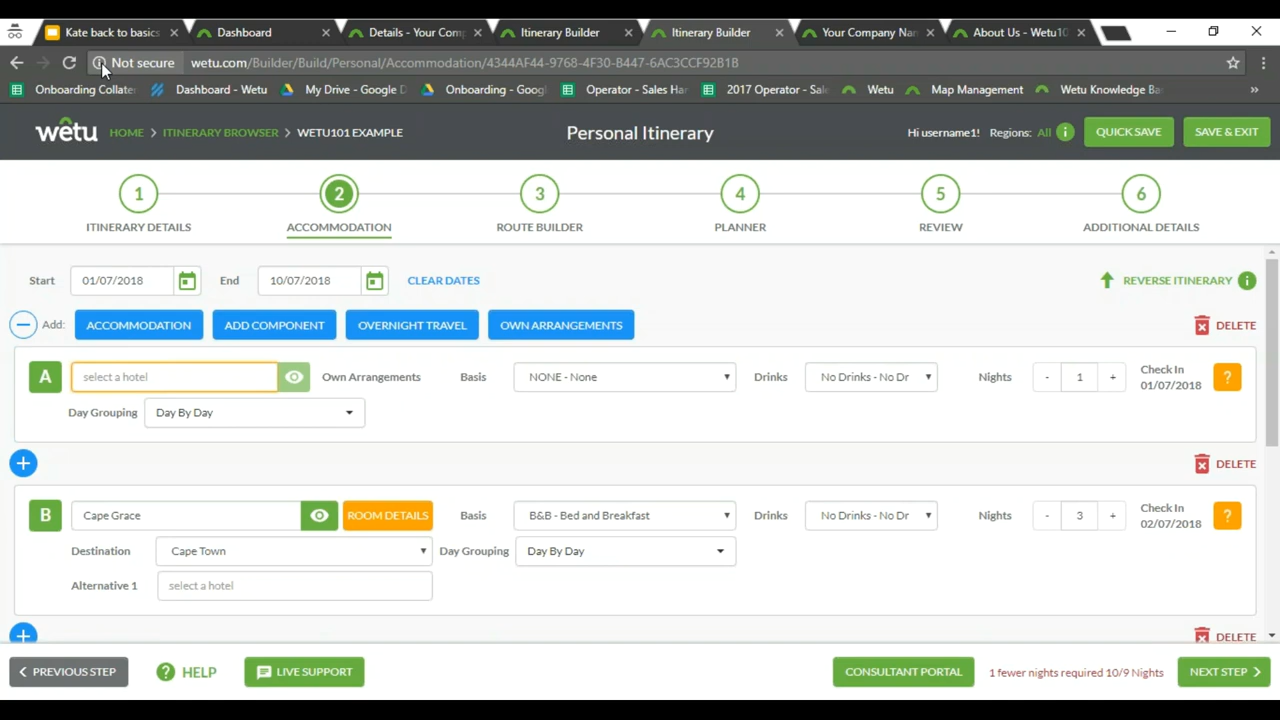 Kate back to basics
Dashboard
Details - Your Comp
Itinerary Builder
Itinerary Builder
Your Company Nam
About Us - Wetu10
Not secure
wetu.com/Builder/Build/Personal/Accommodation/4344AF44-9768-4F30-B447-6AC3CCF92B1B
Onboarding Collater
Dashboard - Wetu
My Drive - Google D
Onboarding - Googl
Operator - Sales Har
2017 Operator - Sale
Wetu
Map Management
Wetu Knowledge Ba
»
wetu
HOME > ITINERARY BROWSER > WETU101 EXAMPLE
Personal Itinerary
Hi username1! Regions: All i
QUICK SAVE
SAVE & EXIT
1 2 3 4 5 6
ITINERARY DETAILS
ACCOMMODATION
ROUTE BUILDER
PLANNER
REVIEW
ADDITIONAL DETAILS
Start 01/07/2018 End 10/07/2018 CLEAR DATES
REVERSE ITINERARY i
Add: ACCOMMODATION ADD COMPONENT OVERNIGHT TRAVEL OWN ARRANGEMENTS
DELETE
A select a hotel Own Arrangements Basis NONE - None Drinks No Drinks - No Dr Nights - 1 + Check In 01/07/2018 ?
Day Grouping Day By Day
+ DELETE
B Cape Grace ROOM DETAILS Basis B&B - Bed and Breakfast Drinks No Drinks - No Dr Nights - 3 + Check In 02/07/2018 ?
Destination Cape Town Day Grouping Day By Day
Alternative 1 select a hotel
+ DELETE
< PREVIOUS STEP
? HELP
LIVE SUPPORT
CONSULTANT PORTAL
1 fewer nights required 10/9 Nights
NEXT STEP >